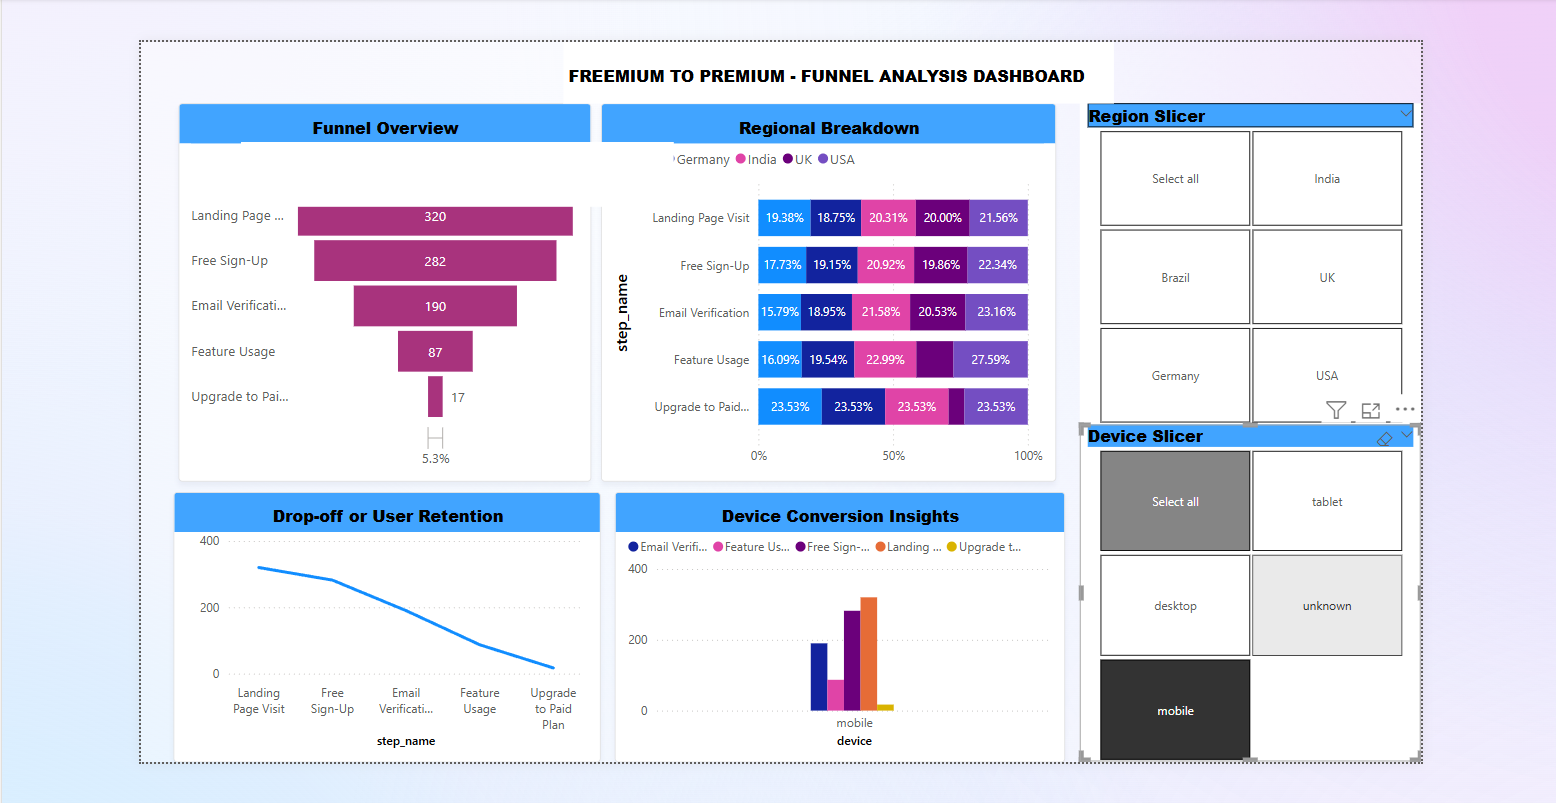 FREEMIUM TO PREMIUM - FUNNEL ANALYSIS DASHBOARD
Funnel Overview
Landing Page ...
320
Free Sign-Up
282
Email Verificati...
190
Feature Usage
87
Upgrade to Pai...
17
5.3%
Regional Breakdown
Germany India UK USA
step_name
Landing Page Visit 19.38% 18.75% 20.31% 20.00% 21.56%
Free Sign-Up 17.73% 19.15% 20.92% 19.86% 22.34%
Email Verification 15.79% 18.95% 21.58% 20.53% 23.16%
Feature Usage 16.09% 19.54% 22.99% 27.59%
Upgrade to Paid... 23.53% 23.53% 23.53% 23.53%
0% 50% 100%
Region Slicer
Select all India
Brazil UK
Germany USA
Drop-off or User Retention
400
200
0
Landing Page Visit
Free Sign-Up
Email Verificati...
Feature Usage
Upgrade to Paid Plan
step_name
Device Conversion Insights
Email Verifi... Feature Us... Free Sign-... Landing ... Upgrade t...
400
200
0
mobile
device
Device Slicer
Select all tablet
desktop unknown
mobile